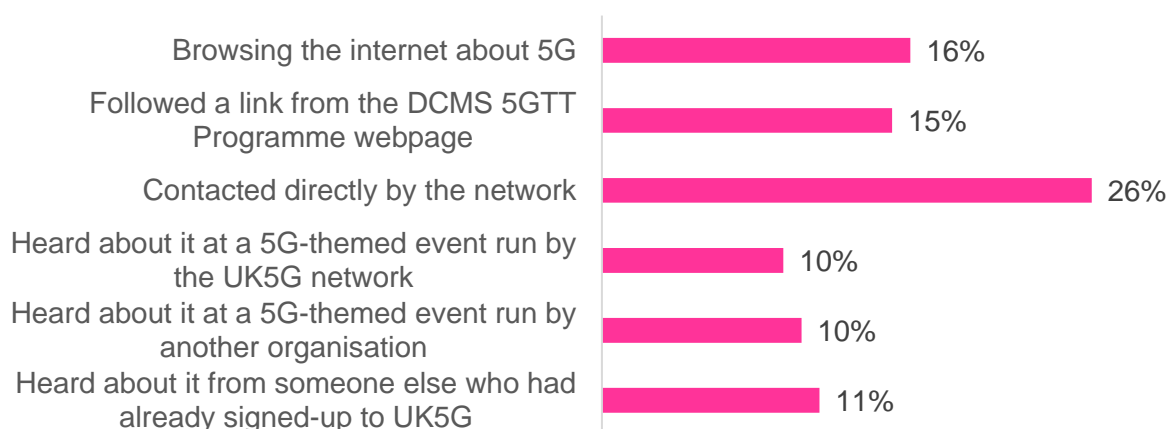 Browsing the internet about 5G
16%
Followed a link from the DCMS 5GTT
Programme webpage
15%
Contacted directly by the network
26%
Heard about it at a 5G-themed event run by
the UK5G network
10%
Heard about it at a 5G-themed event run by
another organisation
10%
Heard about it from someone else who had
already signed-up to UK5G
11%